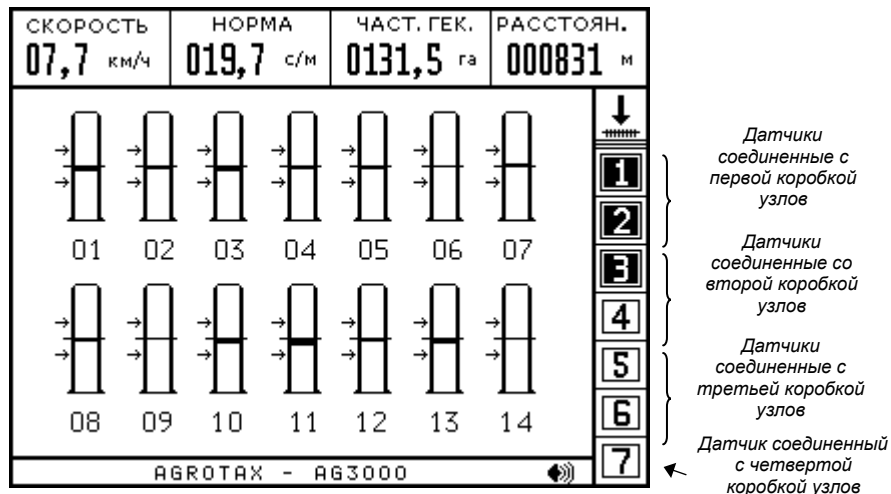 СКОРОСТЬ НОРМА ЧАСТ. ГЕК. РАССТОЯН.
07,7 км/ч 019,7 с/м 0131,5 га 000831 м
01 02 03 04 05 06 07
08 09 10 11 12 13 14
AGROTAX - AG3000
1
2
3
4
5
6
7
Датчики
соединенные с
первой коробкой
узлов
Датчики
соединенные со
второй коробкой
узлов
Датчики
соединенные с
третьей коробкой
узлов
Датчик соединенный
с четвертой
коробкой узлов